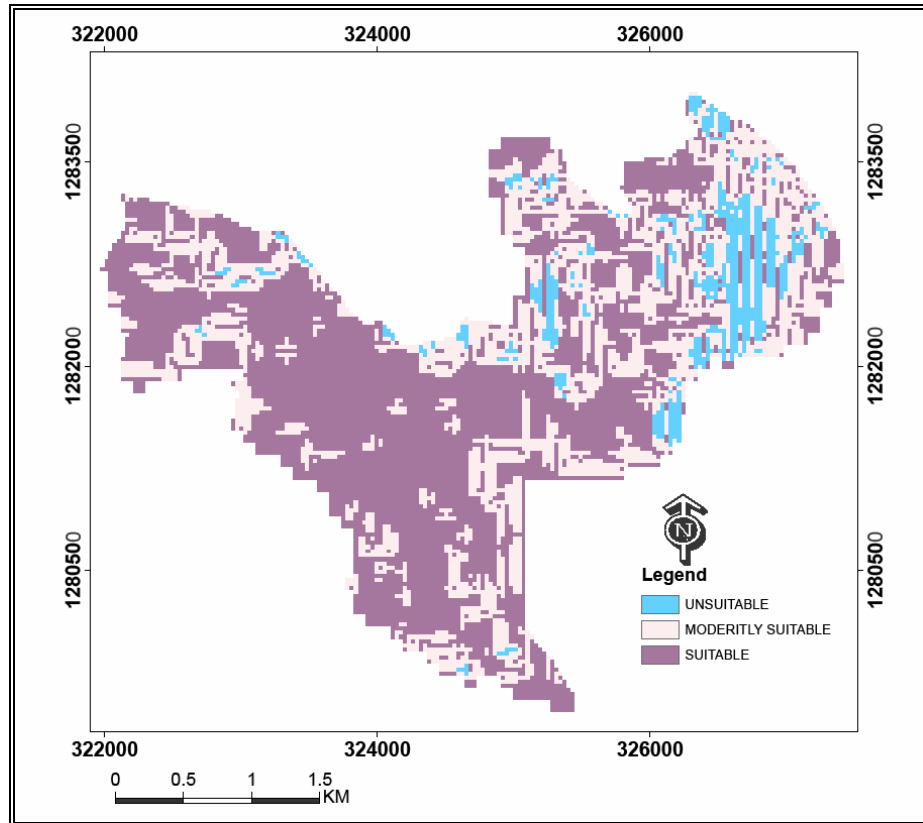 322000 324000 326000
1283500 1283500
1282000 1282000
1280500 1280500
N
Legend
UNSUITABLE
MODERITLY SUITABLE
SUITABLE
322000 324000 326000
0 0.5 1 1.5
KM